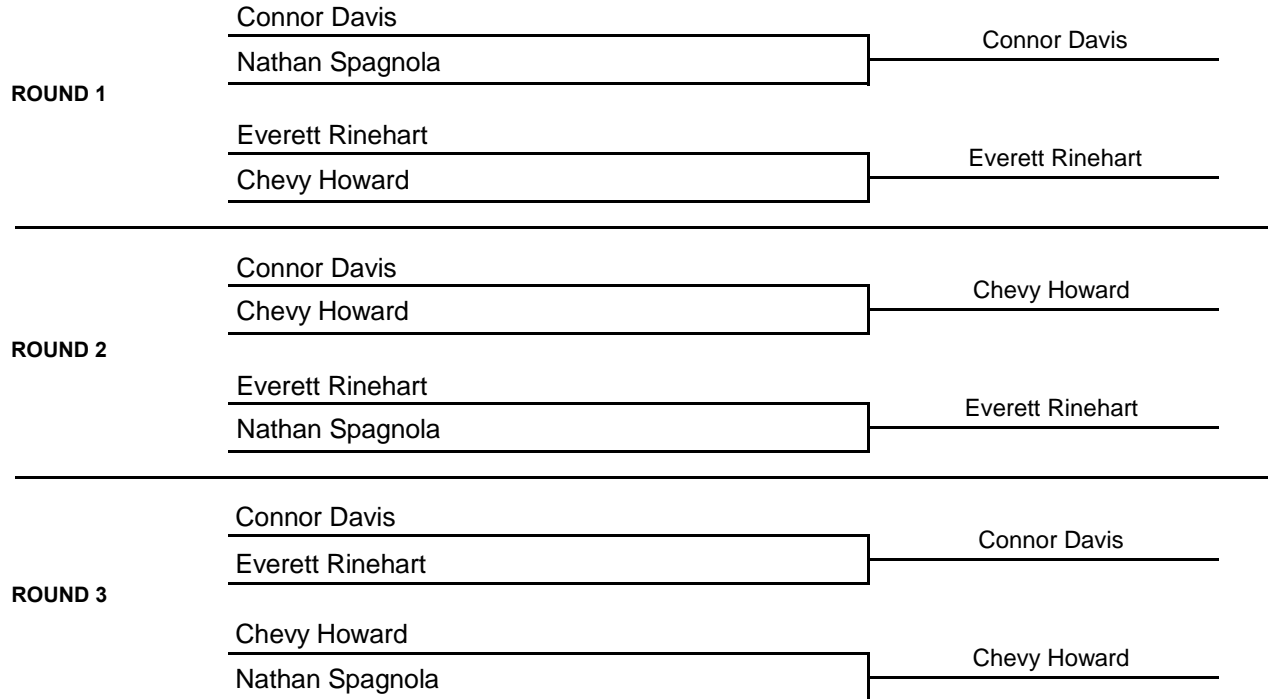 Connor Davis
Connor Davis
Nathan Spagnola
ROUND 1
Everett Rinehart
Everett Rinehart
Chevy Howard
Connor Davis
Chevy Howard
Chevy Howard
ROUND 2
Everett Rinehart
Everett Rinehart
Nathan Spagnola
Connor Davis
Connor Davis
Everett Rinehart
ROUND 3
Chevy Howard
Chevy Howard
Nathan Spagnola